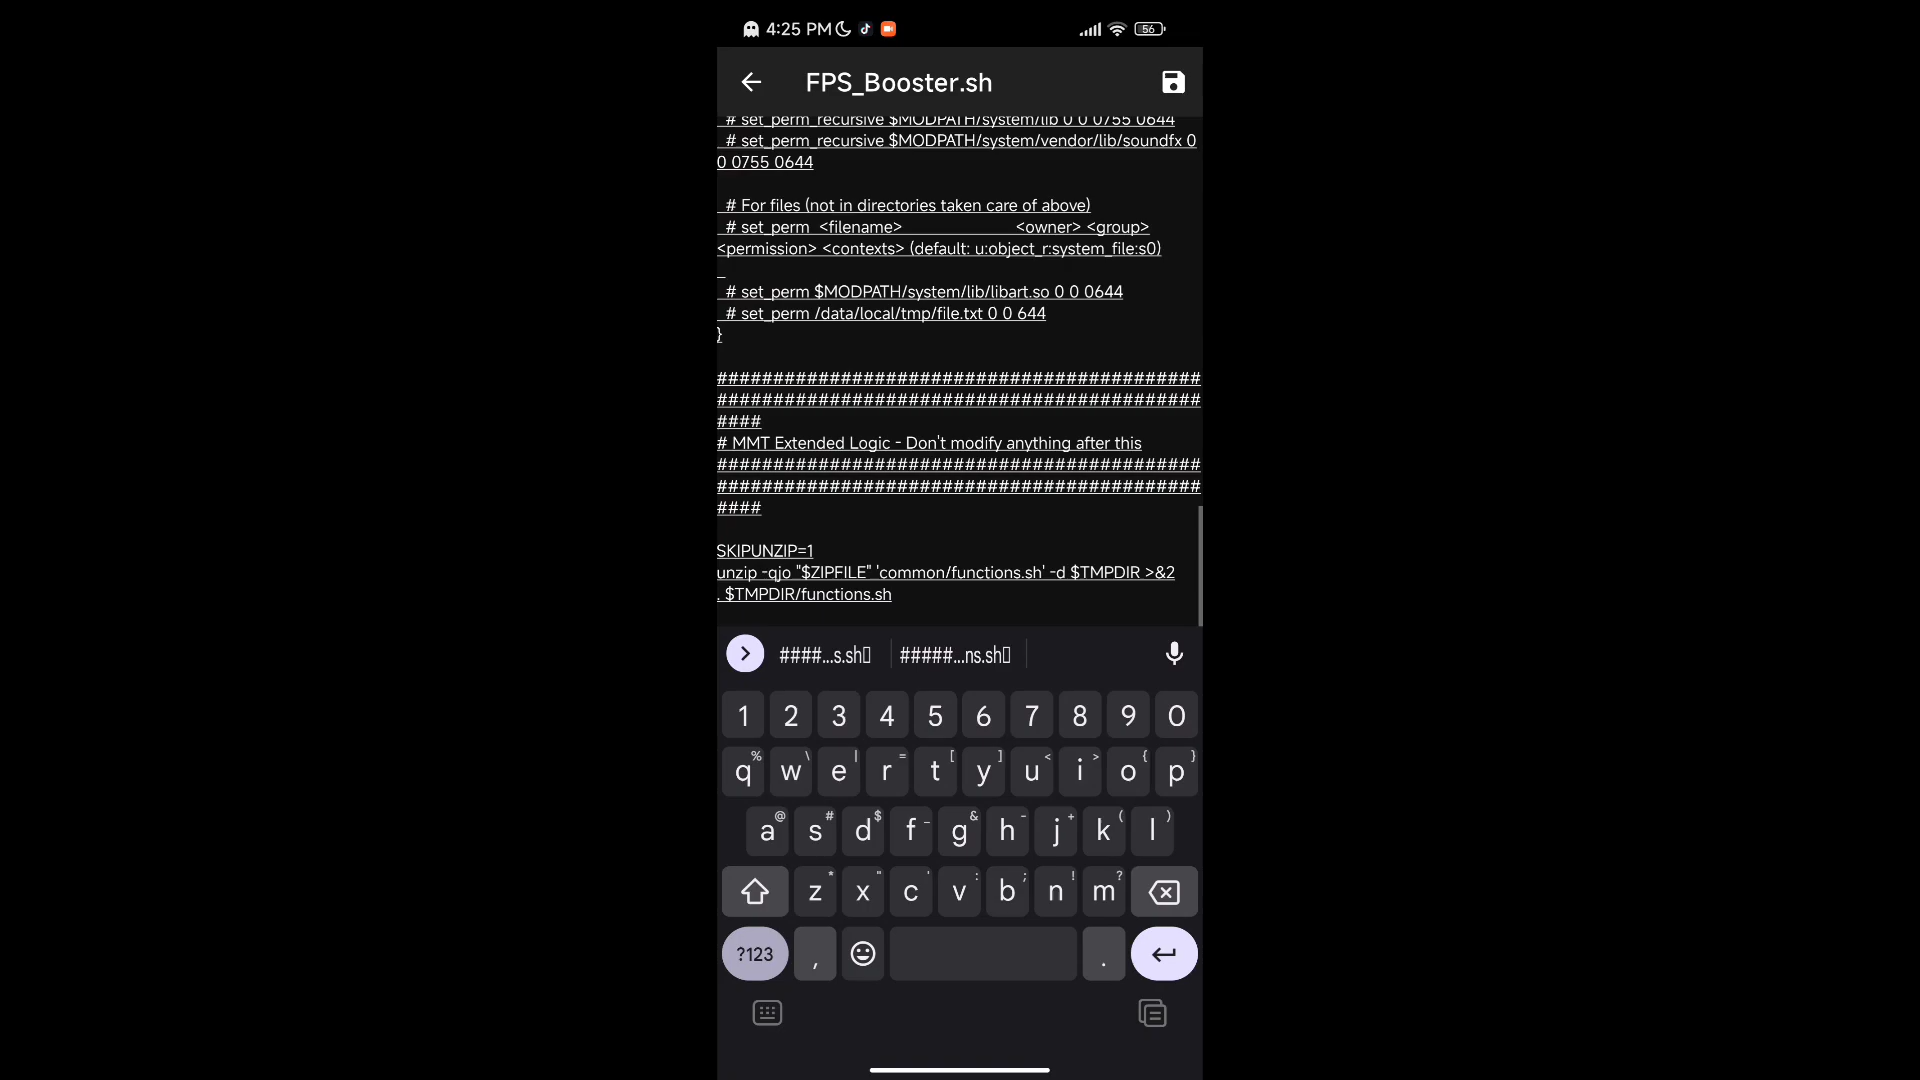 4:25 PM
56
FPS_Booster.sh
# set_perm_recursive $MODPATH/system/lib 0 0 0755 0644
# set_perm_recursive $MODPATH/system/vendor/lib/soundfx 0
0 0755 0644
# For files (not in directories taken care of above)
# set_perm <filename> <owner> <group>
<permission> <contexts> (default: u:object_r:system_file:s0)
# set_perm $MODPATH/system/lib/libart.so 0 0 0644
# set_perm /data/local/tmp/file.txt 0 0 644
}
###########################################
###########################################
####
# MMT Extended Logic - Don't modify anything after this
###########################################
###########################################
####
SKIPUNZIP=1
unzip -qjo "$ZIPFILE" 'common/functions.sh' -d $TMPDIR >&2
. $TMPDIR/functions.sh
####...s.sh
#####...ns.sh
1 2 3 4 5 6 7 8 9 0
% \ | = [ ] < > { }
q w e r t y u i o p
@ # $ _ & - + ( )
a s d f g h j k l
* " ' : ; ! ?
z x c v b n m
?123 , .